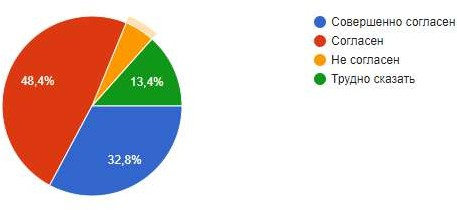 Совершенно согласен
Согласен
Не согласен
Трудно сказать
48,4%
13,4%
32,8%